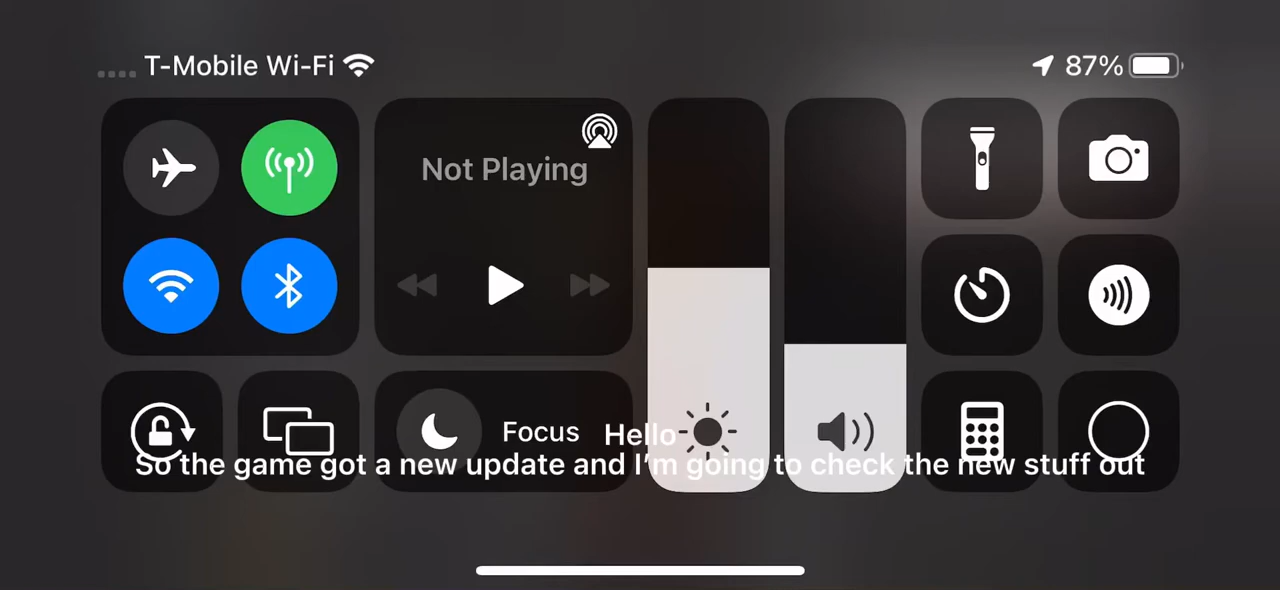 T-Mobile Wi-Fi
87%
Not Playing
Focus
Hello
So the game got a new update and I'm going to check the new stuff out